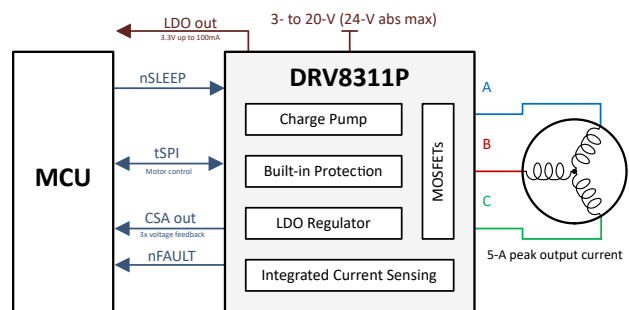 LDO out
3.3V up to 100mA
3- to 20-V (24-V abs max)
MCU
nSLEEP
tSPI
Motor control
CSA out
3x voltage feedback
nFAULT
DRV8311P
Charge Pump
Built-in Protection
LDO Regulator
Integrated Current Sensing
MOSFETs
A
B
C
5-A peak output current